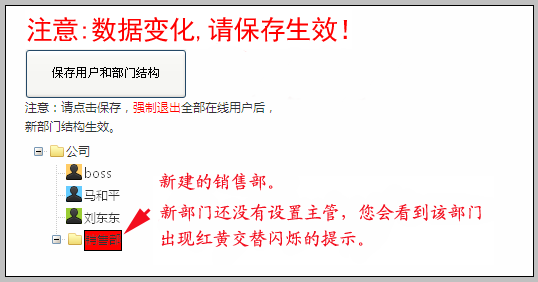 注意:数据变化,请保存生效!
保存用户和部门结构
注意：请点击保存，强制退出全部在线用户后，
新部门结构生效。
公司
boss
马和平
刘东东
销售部
新建的销售部。
新部门还没有设置主管，您会看到该部门
出现红黄交替闪烁的提示。